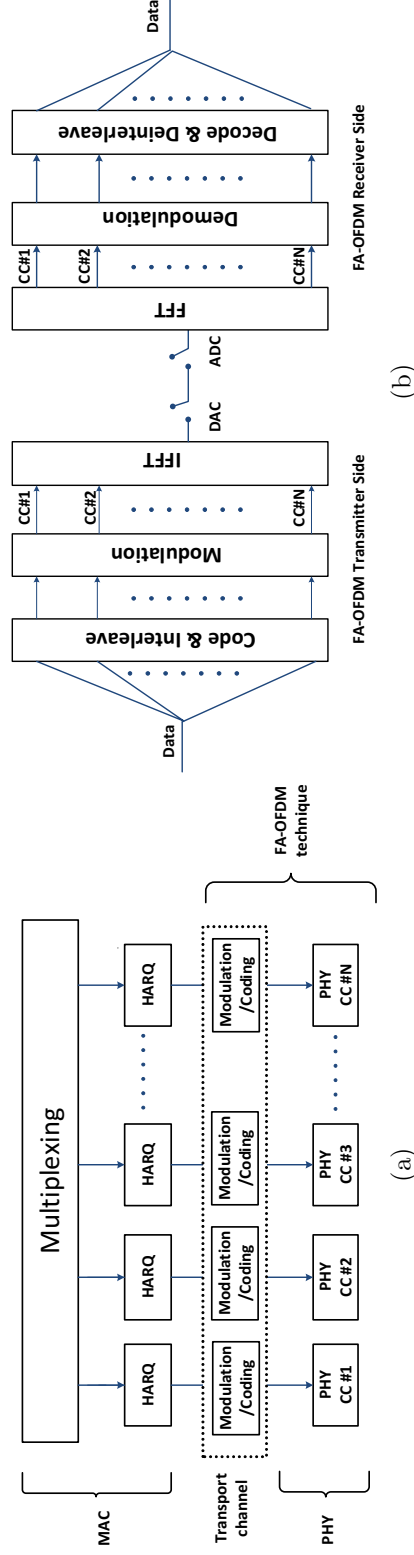 Multiplexing
MAC
HARQ
HARQ
HARQ
HARQ
Transport
channel
Modulation
/Coding
Modulation
/Coding
Modulation
/Coding
Modulation
/Coding
PHY
PHY
CC #1
PHY
CC #2
PHY
CC #3
PHY
CC #N
FA-OFDM
technique
(a)
Data
Code & Interleave
Modulation
CC#1
CC#2
CC#N
IFFT
DAC
ADC
FFT
CC#1
CC#2
CC#N
Demodulation
Decode & Deinterleave
Data
FA-OFDM Transmitter Side
FA-OFDM Receiver Side
(b)